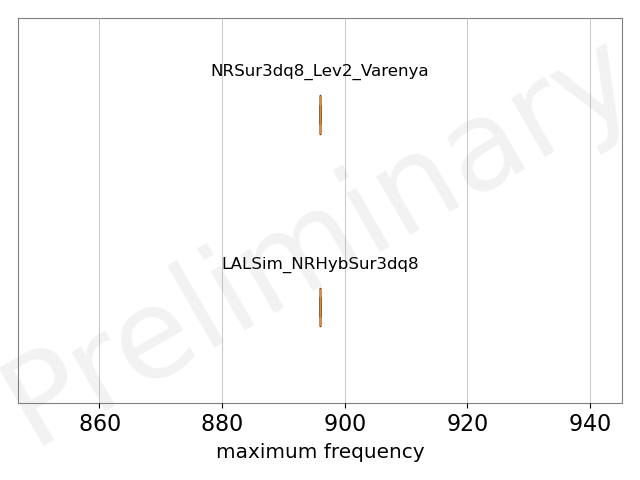 NRSur3dq8_Lev2_Varenya
LALSim_NRHybSur3dq8
Preliminary
860 880 900 920 940
maximum frequency